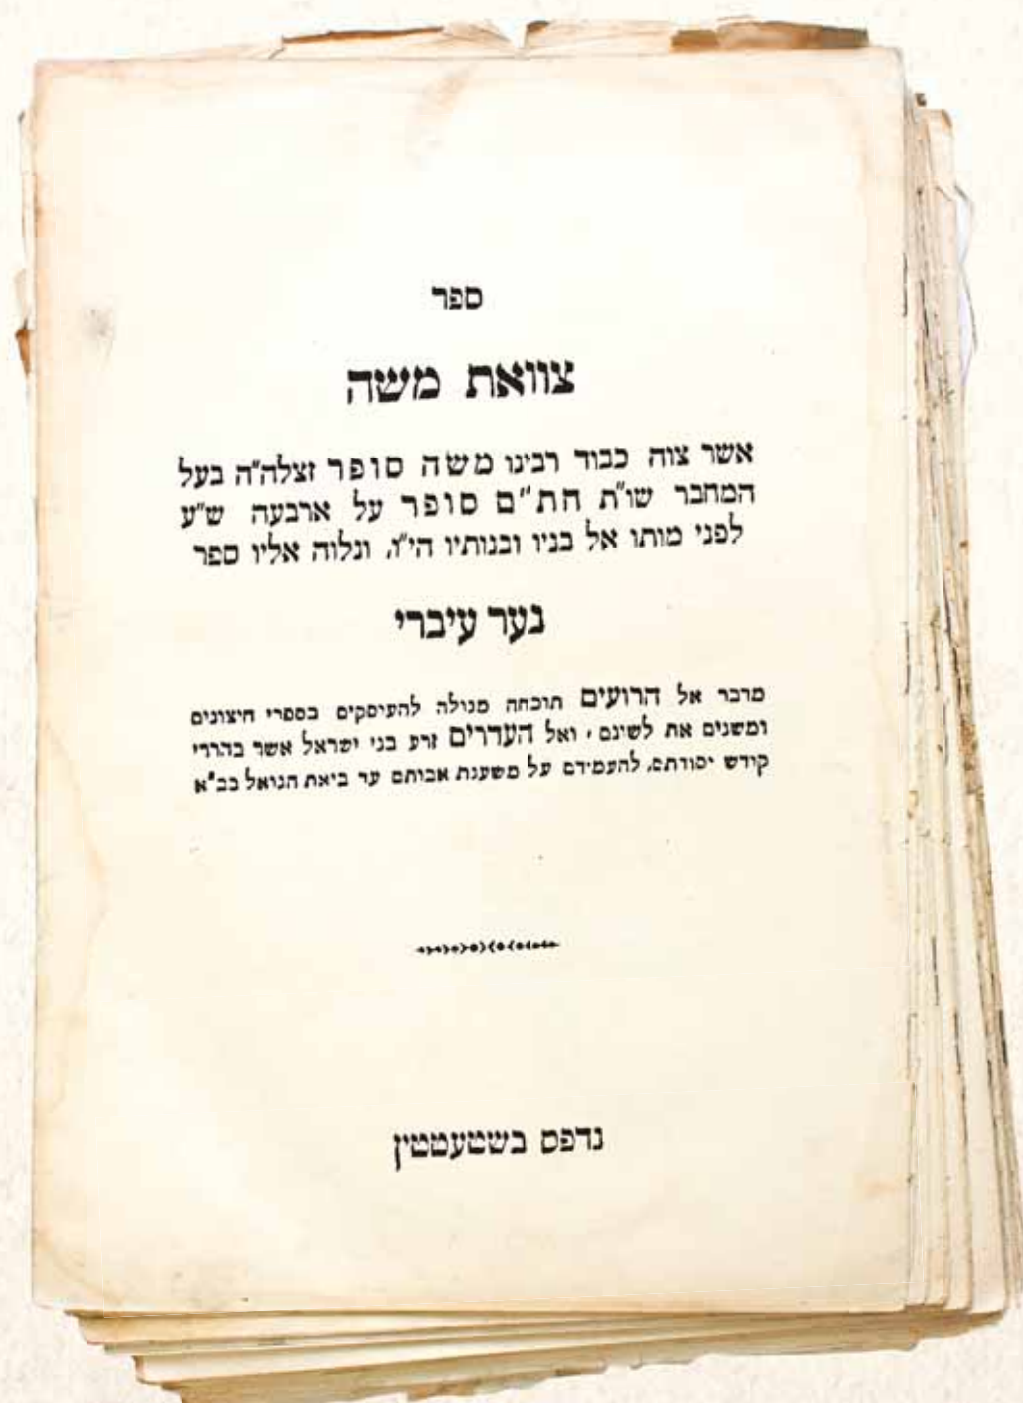 ספר
צוואת משה
אשר צוה כבוד רבינו משה סופר זצלה"ה בעל
המחבר שו"ת חת"ם סופר על ארבעה ש"ע
לפני מותו אל בניו ובנותיו הי"ו, ונלוה אליו ספר
נער עיברי
מדבר אל הרועים תוכחה מגולה להעוסקים בספרי חיצונים
ומשנים את לשונם, ואל העדרים זרע בני ישראל אשר בהררי
קודש יסודתם, להעמידם על משענת אבותם עד ביאת הגואל בב"א
נדפס בשטעטטין